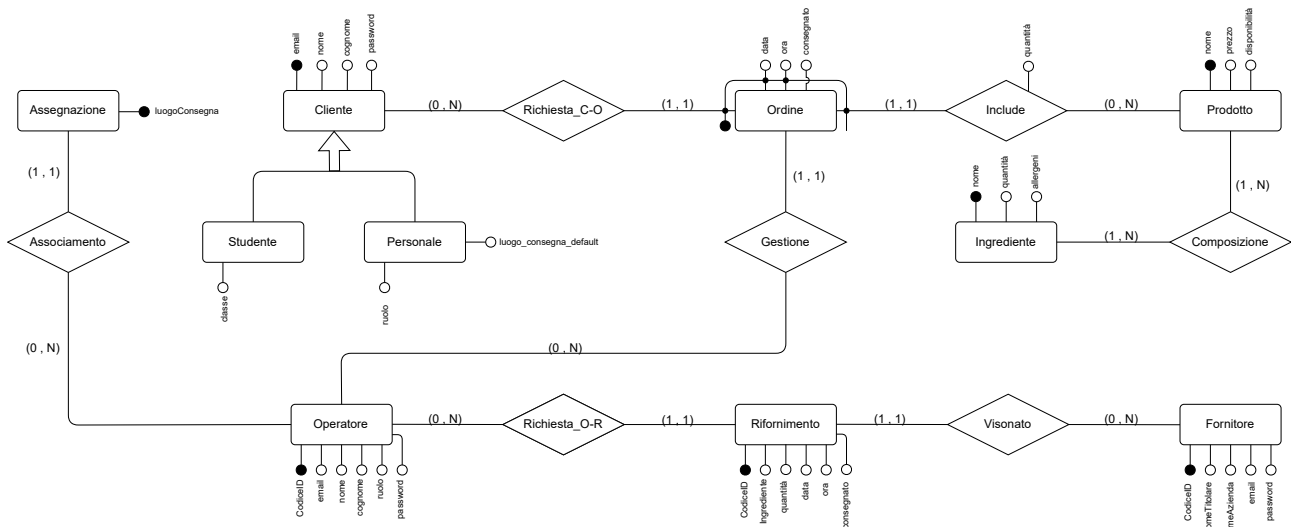 email
nome
cognome
password
data
ora
consegnato
quantità
nome
prezzo
disponibilità
Assegnazione
luogoConsegna
Cliente
(0 , N)
Richiesta_C-O
(1 , 1)
Ordine
(1 , 1)
Include
(0 , N)
Prodotto
(1 , 1)
(1 , 1)
nome
quantità
allergeni
(1 , N)
Associamento
Studente
Personale
luogo_consegna_default
Gestione
Ingrediente
(1 , N)
Composizione
classe
ruolo
(0 , N)
(0 , N)
Operatore
(0 , N)
Richiesta_O-R
(1 , 1)
Rifornimento
(1 , 1)
Visonato
(0 , N)
Fornitore
CodiceID
email
nome
cognome
ruolo
password
CodiceID
Ingrediente
quantità
data
ora
consegnato
CodiceID
omeTitolare
meAzienda
email
password